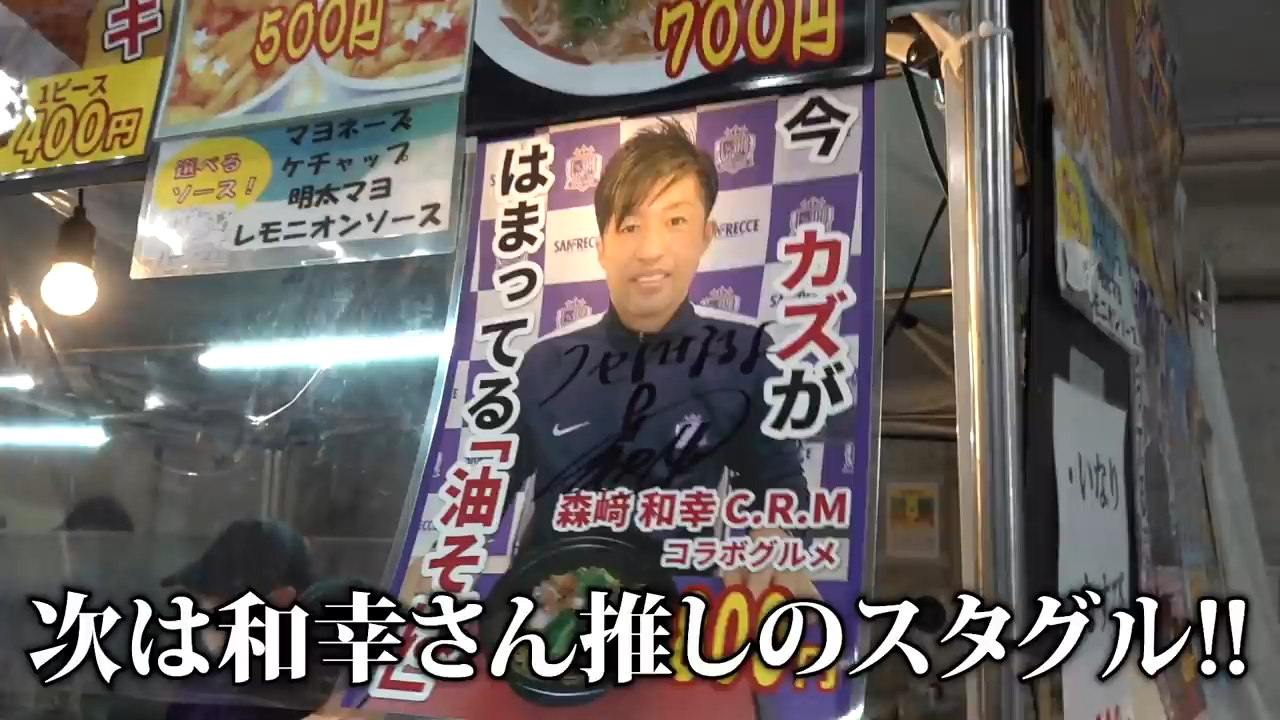 キ
1ピース
400円
500円
700円
選べる
ソース!
マヨネーズ
ケチャップ
明太マヨ
レモニオンソース
今
カズが
はまってる「油そ
SANFRECCE
森﨑 和幸 C.R.M
コラボグルメ
00円
・いなり
次は和幸さん推しのスタグル!!